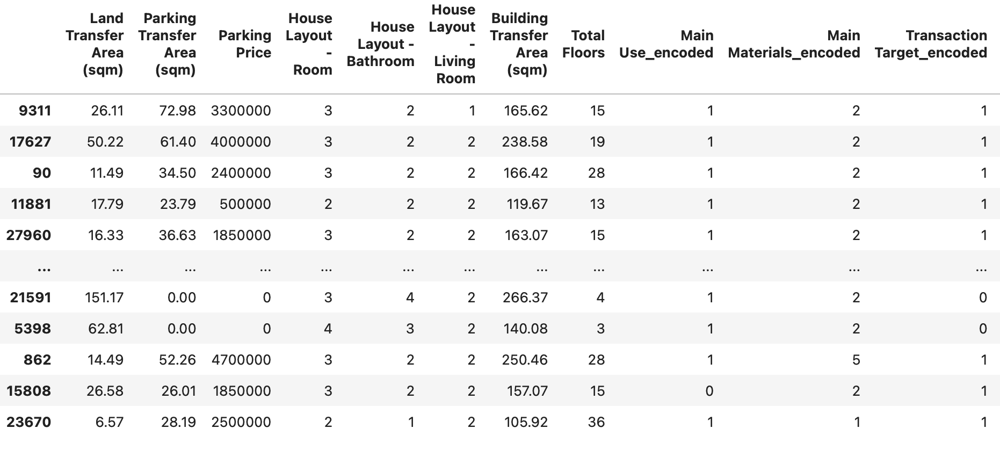 Land Transfer Area (sqm) Parking Transfer Area (sqm) Parking Price House Layout - Room House Layout - Bathroom House Layout - Living Room Building Transfer Area (sqm) Total Floors Main Use_encoded Main Materials_encoded Transaction Target_encoded
9311 26.11 72.98 3300000 3 2 1 165.62 15 1 2 1
17627 50.22 61.40 4000000 3 2 2 238.58 19 1 2 1
90 11.49 34.50 2400000 3 2 2 166.42 28 1 2 1
11881 17.79 23.79 500000 2 2 2 119.67 13 1 2 1
27960 16.33 36.63 1850000 3 2 2 163.07 15 1 2 1
... ... ... ... ... ... ... ... ... ... ... ...
21591 151.17 0.00 0 3 4 2 266.37 4 1 2 0
5398 62.81 0.00 0 4 3 2 140.08 3 1 2 0
862 14.49 52.26 4700000 3 2 2 250.46 28 1 5 1
15808 26.58 26.01 1850000 3 2 2 157.07 15 0 2 1
23670 6.57 28.19 2500000 2 1 2 105.92 36 1 1 1